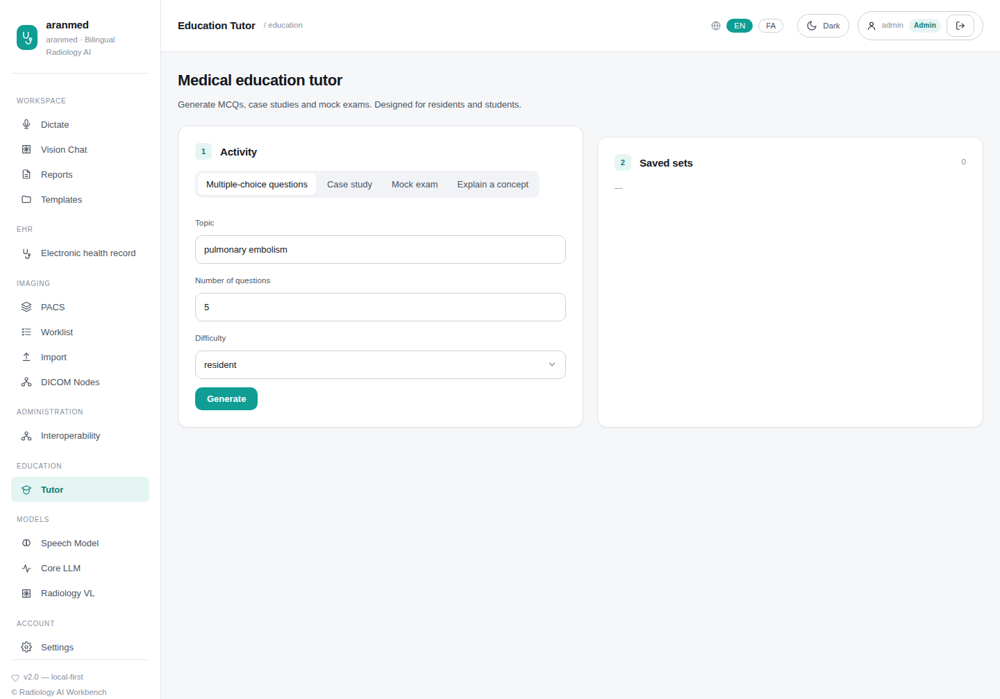 aranmed
aranmed · Bilingual
Radiology AI
WORKSPACE
Dictate
Vision Chat
Reports
Templates
EHR
Electronic health record
IMAGING
PACS
Worklist
Import
DICOM Nodes
ADMINISTRATION
Interoperability
EDUCATION
Tutor
MODELS
Speech Model
Core LLM
Radiology VL
ACCOUNT
Settings
v2.0 — local-first
© Radiology AI Workbench
Education Tutor / education
EN FA Dark admin Admin
Medical education tutor
Generate MCQs, case studies and mock exams. Designed for residents and students.
1 Activity
Multiple-choice questions Case study Mock exam Explain a concept
Topic
pulmonary embolism
Number of questions
5
Difficulty
resident
Generate
2 Saved sets 0
—